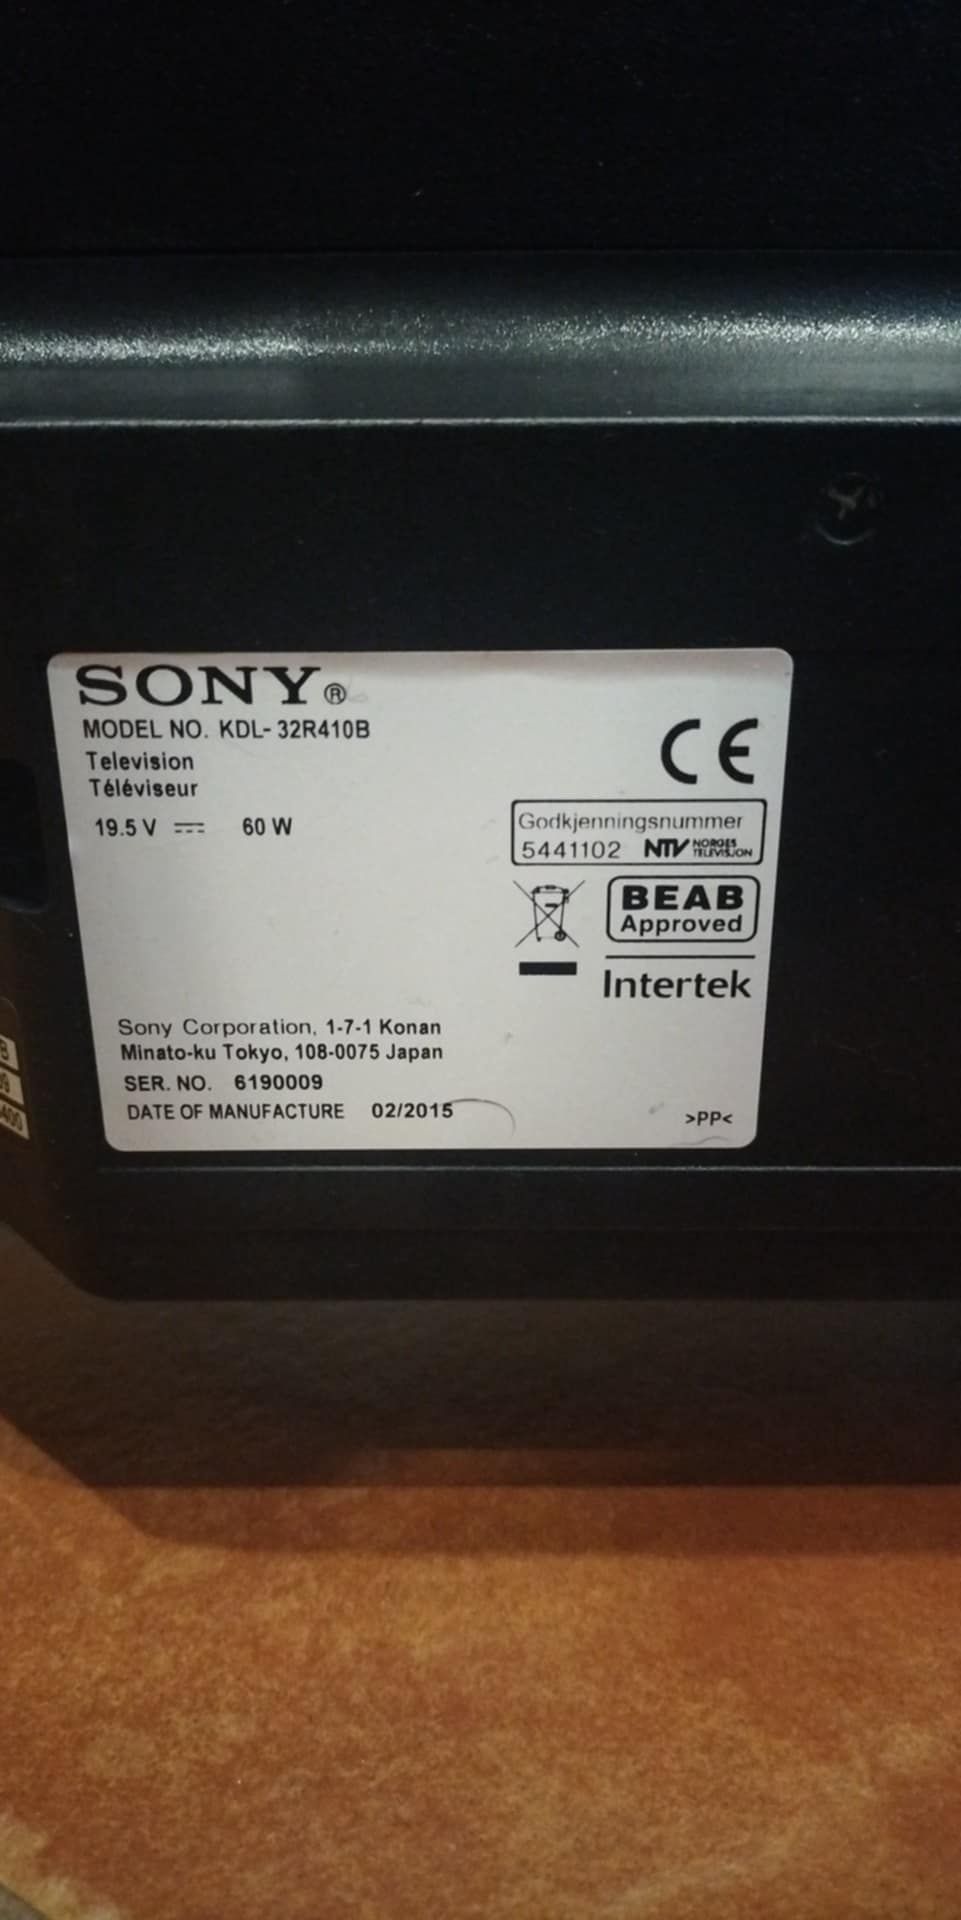 SONY®
MODEL NO. KDL-32R410B
Television
Téléviseur
19.5 V ⎓ 60 W
CE
Godkjenningsnummer
5441102 NTV NORGES TELEVISJON
BEAB
Approved
Intertek
Sony Corporation, 1-7-1 Konan
Minato-ku Tokyo, 108-0075 Japan
SER. NO. 6190009
DATE OF MANUFACTURE 02/2015
>PP<